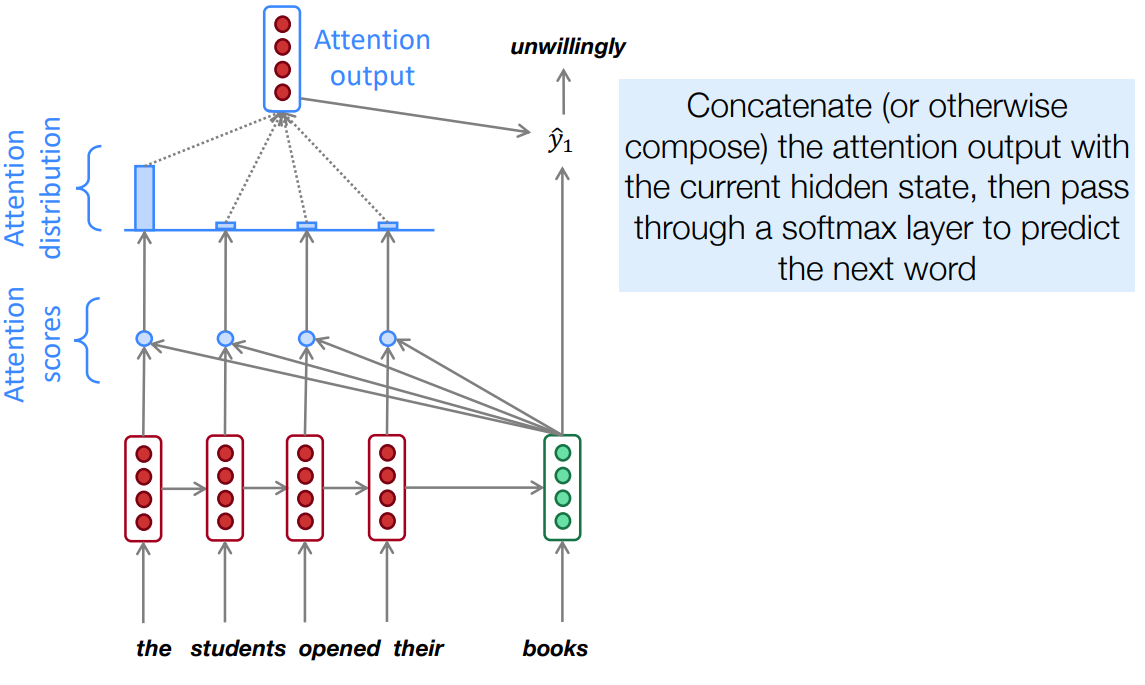 Attention
output
unwillingly
Concatenate (or otherwise
compose) the attention output with
the current hidden state, then pass
through a softmax layer to predict
the next word
ŷ₁
Attention
distribution
Attention
scores
the students opened their books